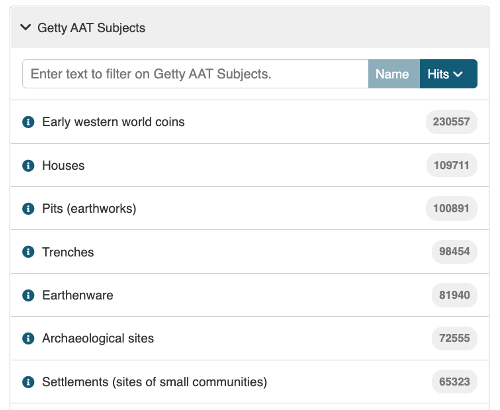 Getty AAT Subjects
Enter text to filter on Getty AAT Subjects. Name Hits
Early western world coins 230557
Houses 109711
Pits (earthworks) 100891
Trenches 98454
Earthenware 81940
Archaeological sites 72555
Settlements (sites of small communities) 65323